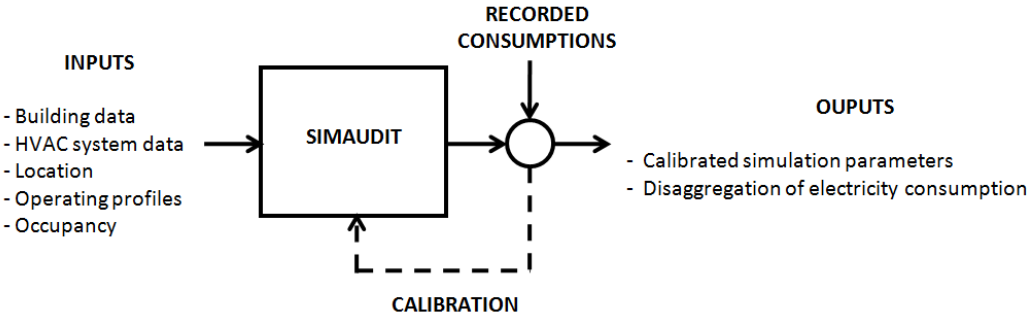 RECORDED
CONSUMPTIONS
INPUTS
- Building data
- HVAC system data
- Location
- Operating profiles
- Occupancy
SIMAUDIT
OUPUTS
- Calibrated simulation parameters
- Disaggregation of electricity consumption
CALIBRATION